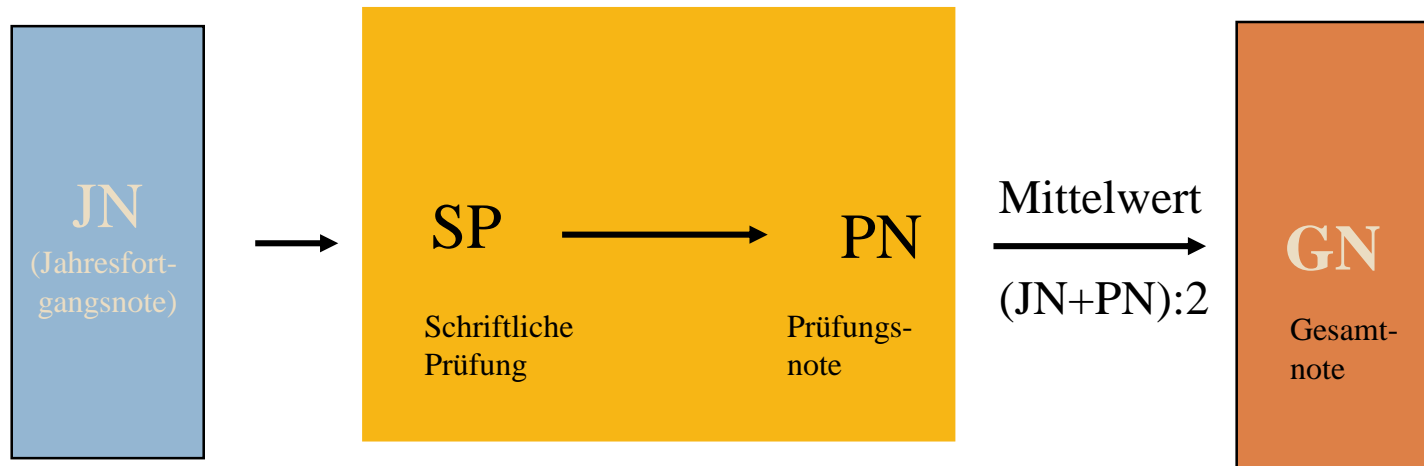 JN
(Jahresfort-
gangsnote)
SP
Schriftliche
Prüfung
PN
Prüfungs-
note
Mittelwert
(JN+PN):2
GN
Gesamt-
note